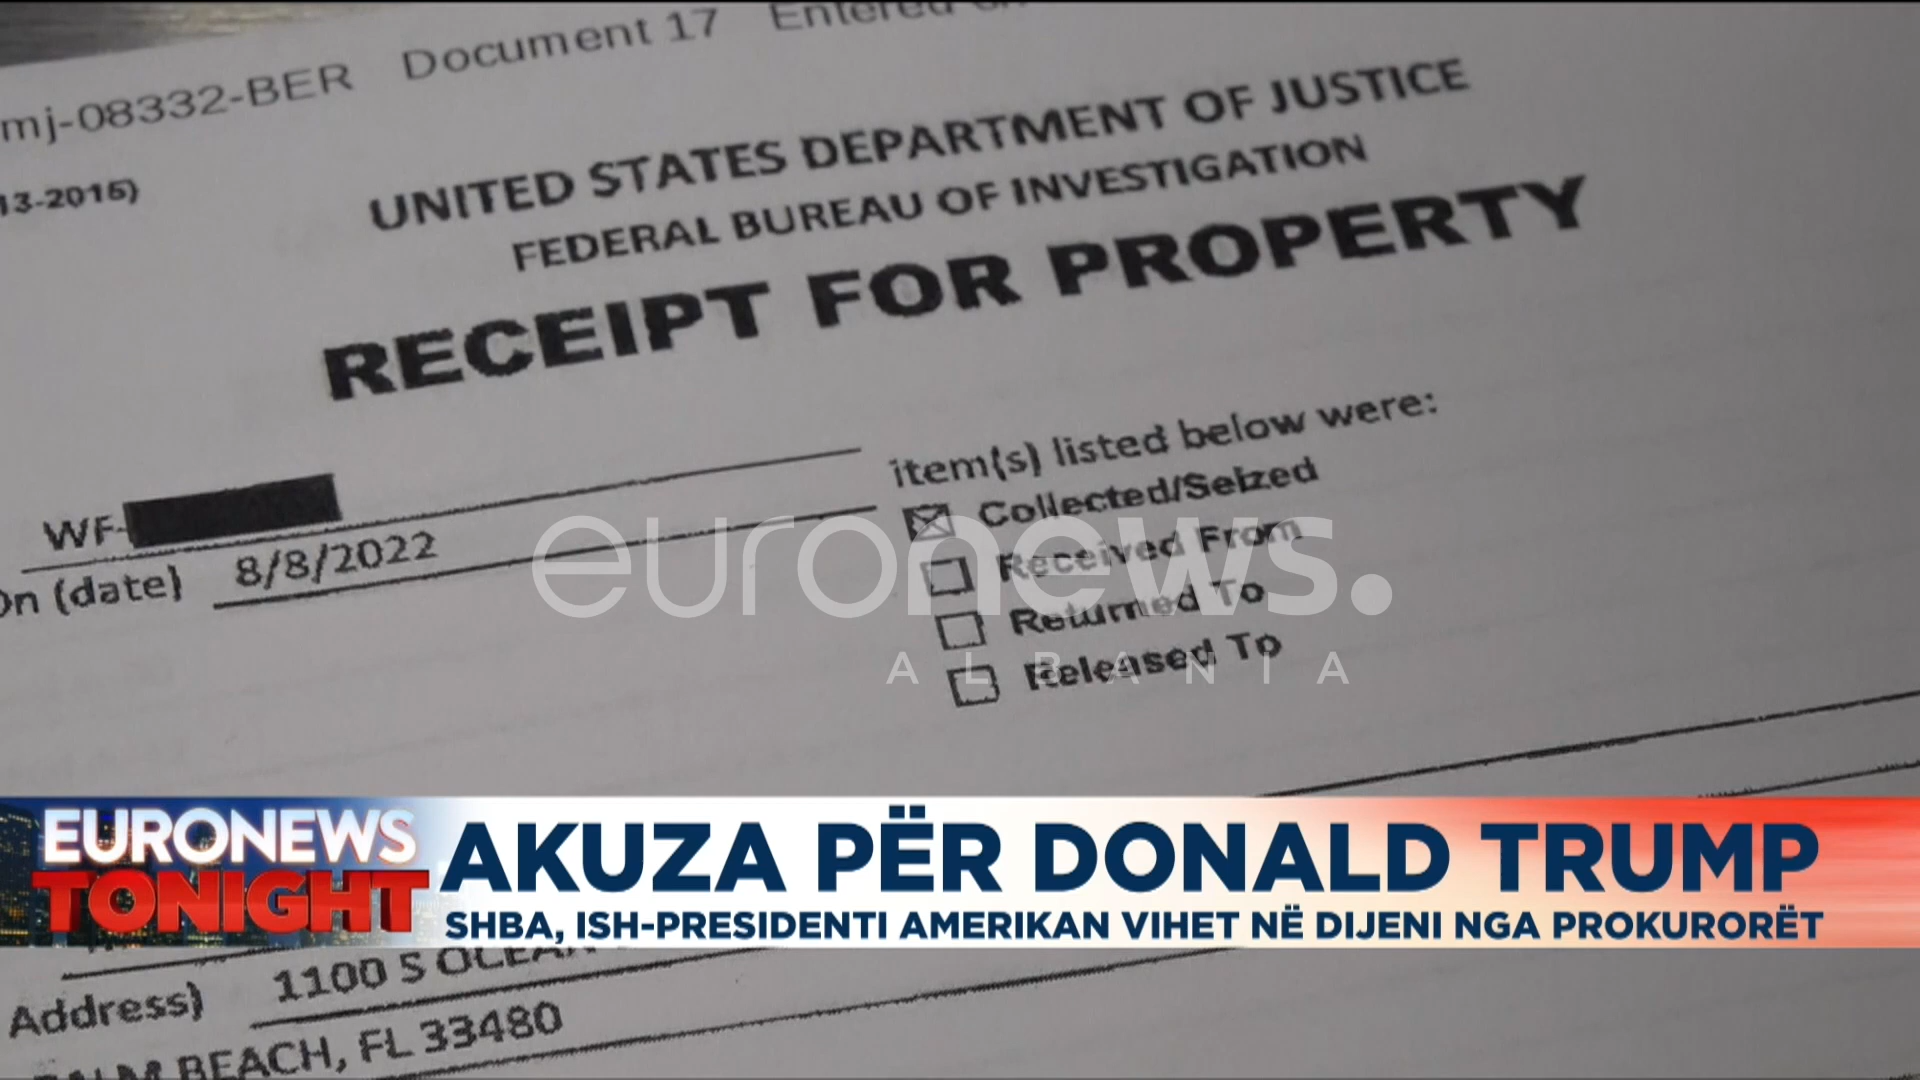 mj-08332-BER Document 17 Entered
13-2015)
UNITED STATES DEPARTMENT OF JUSTICE
FEDERAL BUREAU OF INVESTIGATION
RECEIPT FOR PROPERTY
WF-
On (date) 8/8/2022
item(s) listed below were:
Collected/Seized
Received From
Returned To
Released To
euronews.
ALBANIA
EURONEWS
TONIGHT
AKUZA PËR DONALD TRUMP
SHBA, ISH-PRESIDENTI AMERIKAN VIHET NË DIJENI NGA PROKURORËT
Address) 1100 S OCEAN
PALM BEACH, FL 33480